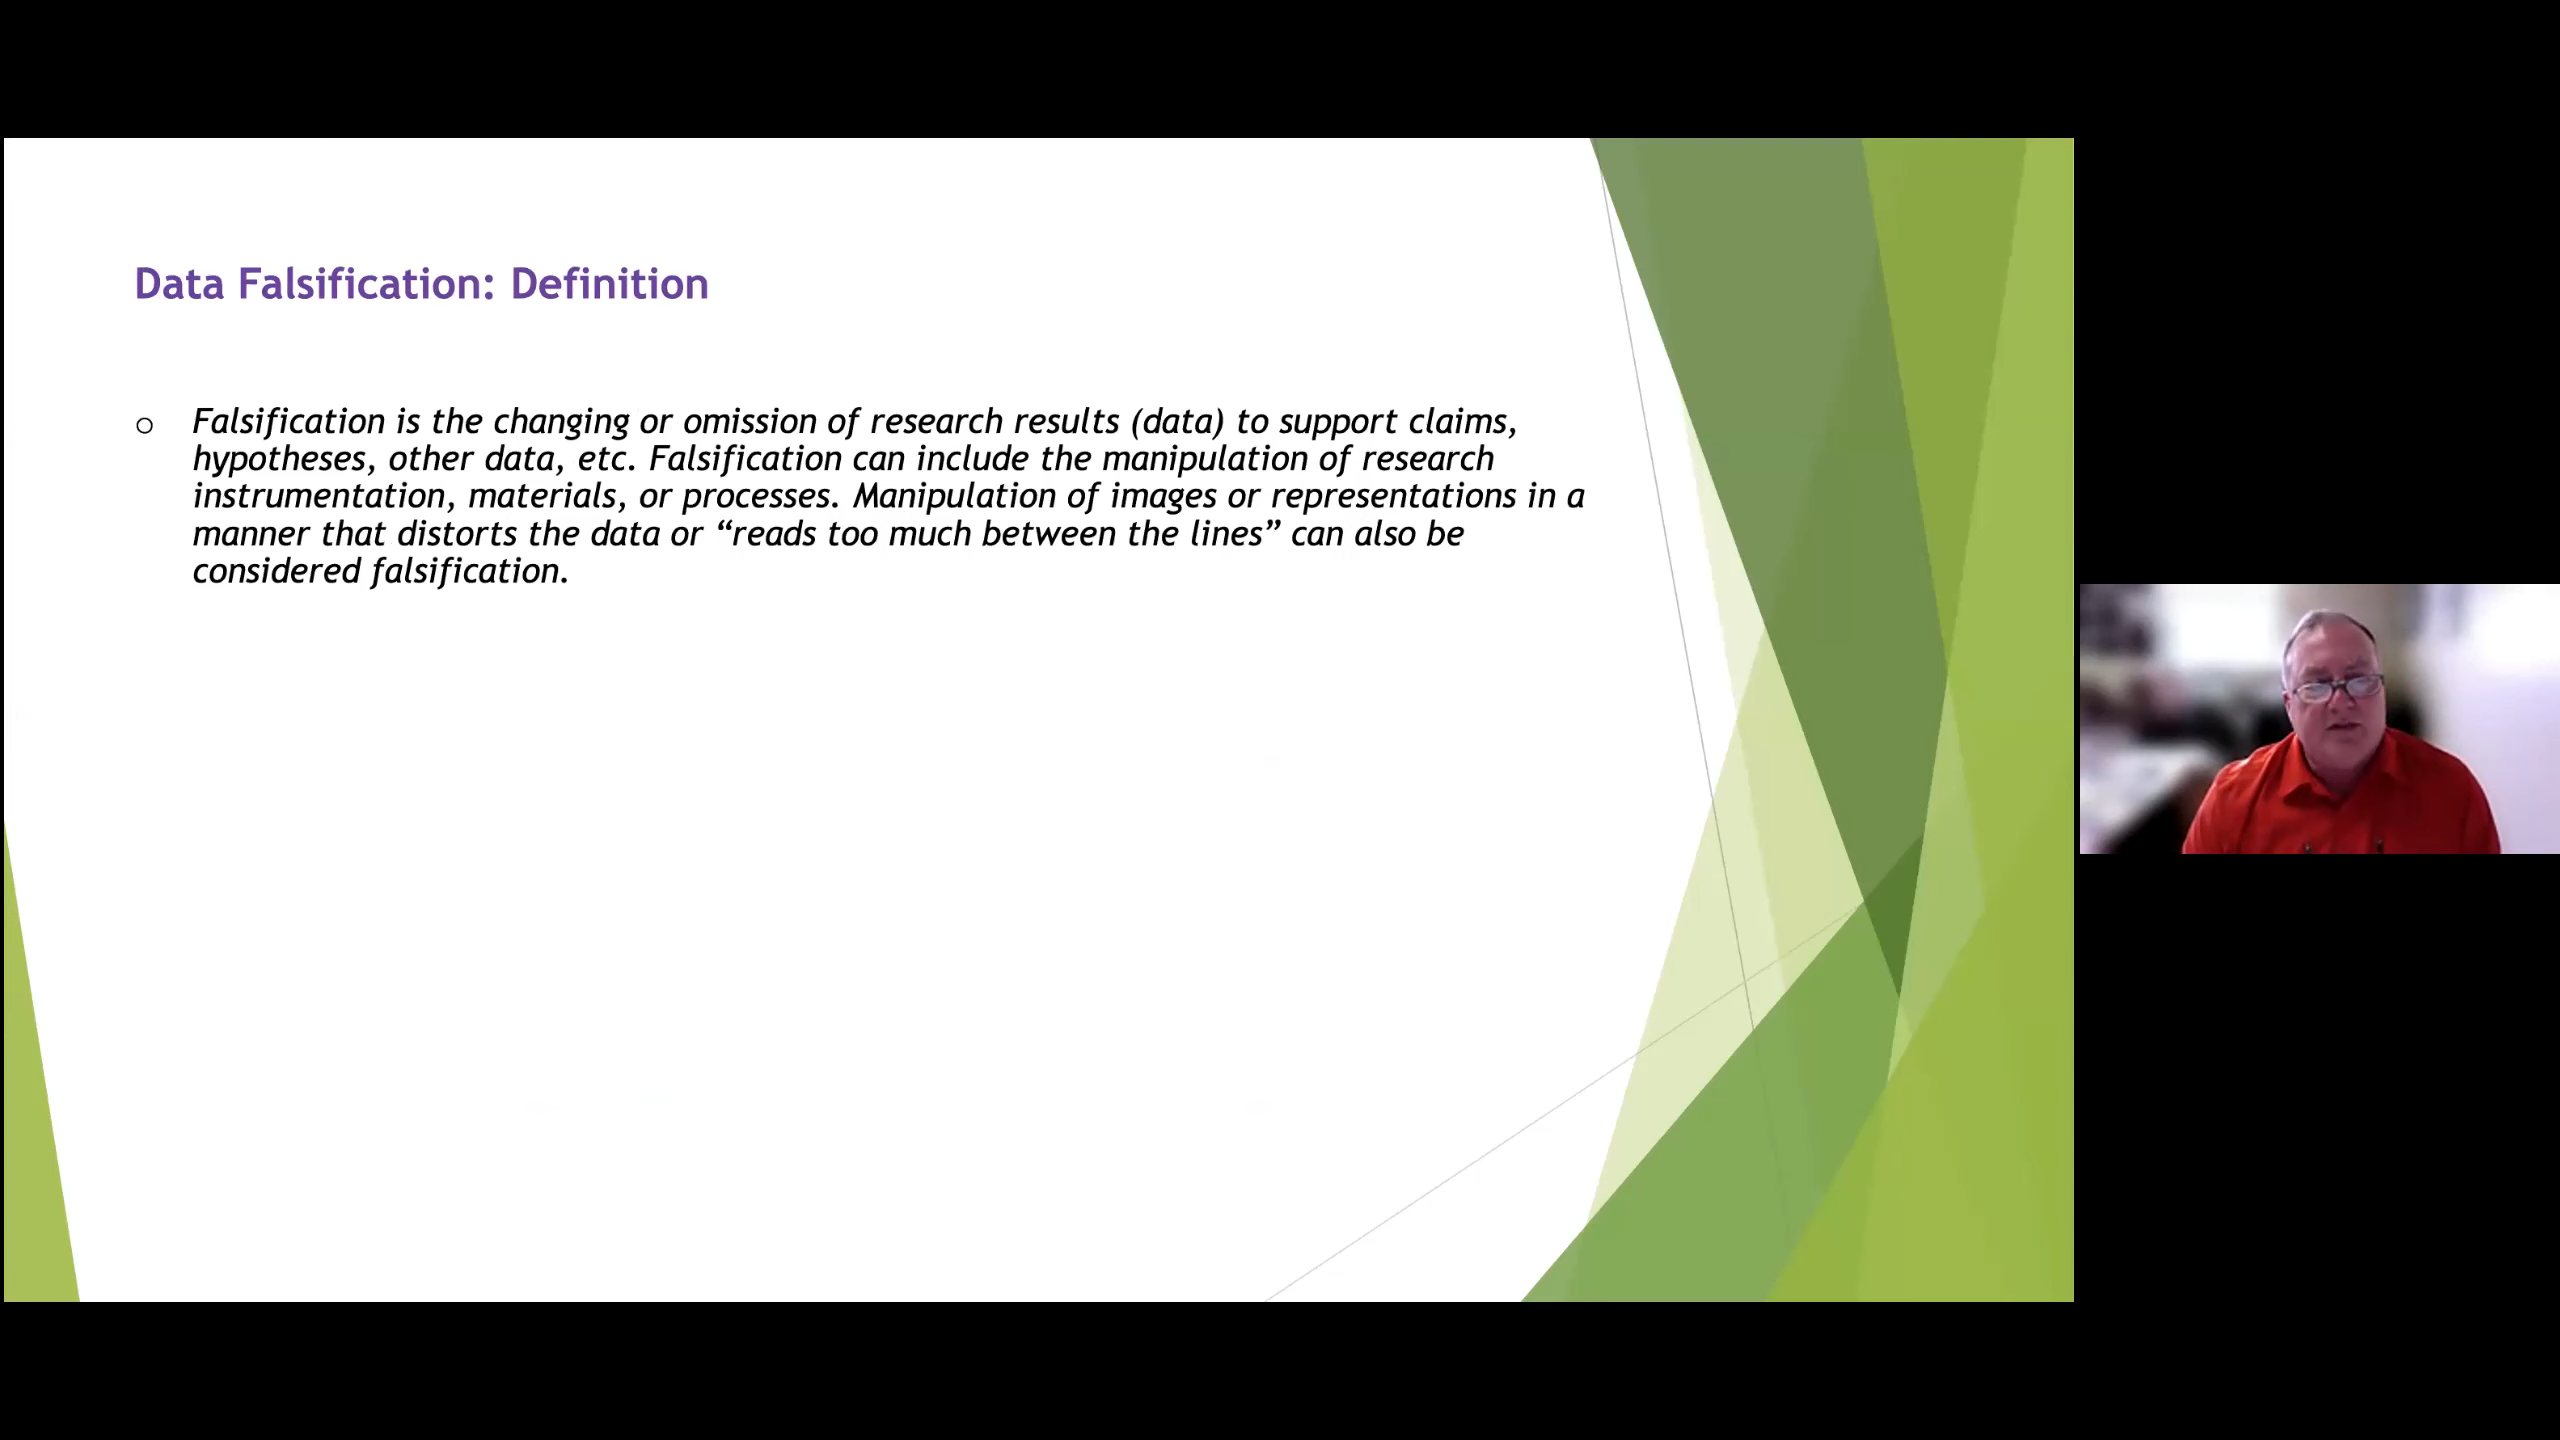 Data Falsification: Definition
o Falsification is the changing or omission of research results (data) to support claims,
hypotheses, other data, etc. Falsification can include the manipulation of research
instrumentation, materials, or processes. Manipulation of images or representations in a
manner that distorts the data or “reads too much between the lines” can also be
considered falsification.